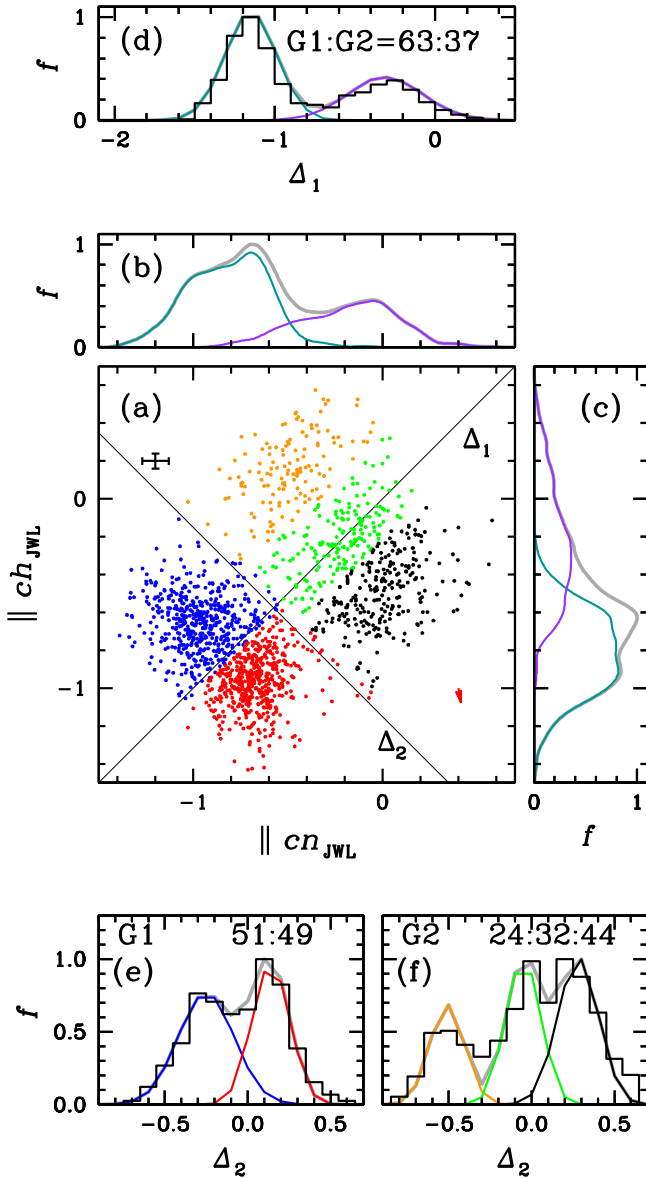 (d) G1:G2=63:37
f
1
0
−2 −1 0
Δ₁
(b)
f
1
0
(a) Δ₁ (c)
0
−1
|| ch_JWL
Δ₂
−1 0
|| cn_JWL
0 1
f
G1 51:49
(e)
G2 24:32:44
(f)
f
1.0
0.5
0.0
−0.5 0.0 0.5
Δ₂
−0.5 0.0 0.5
Δ₂